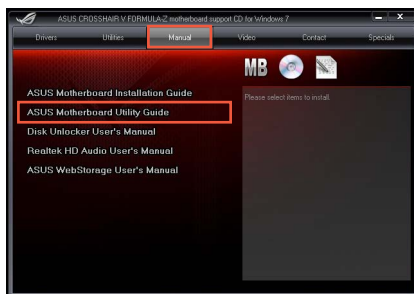 ASUS CROSSHAIR V FORMULA-Z motherboard support CD for Windows 7
Drivers Utilities Manual Video Contact Specials
MB
ASUS Motherboard Installation Guide
Please select items to install.
ASUS Motherboard Utility Guide
Disk Unlocker User's Manual
Realtek HD Audio User's Manual
ASUS WebStorage User's Manual